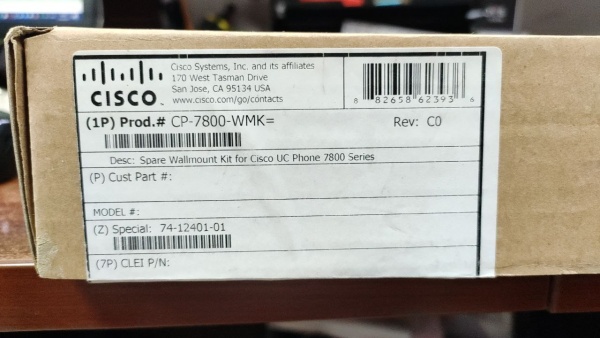 CISCO
Cisco Systems, Inc. and its affiliates
170 West Tasman Drive
San Jose, CA 95134 USA
www.cisco.com/go/contacts
8 82658 62393 6
(1P) Prod.# CP-7800-WMK=
Rev: C0
Desc: Spare Wallmount Kit for Cisco UC Phone 7800 Series
(P) Cust Part #:
MODEL #:
(Z) Special: 74-12401-01
(7P) CLEI P/N: